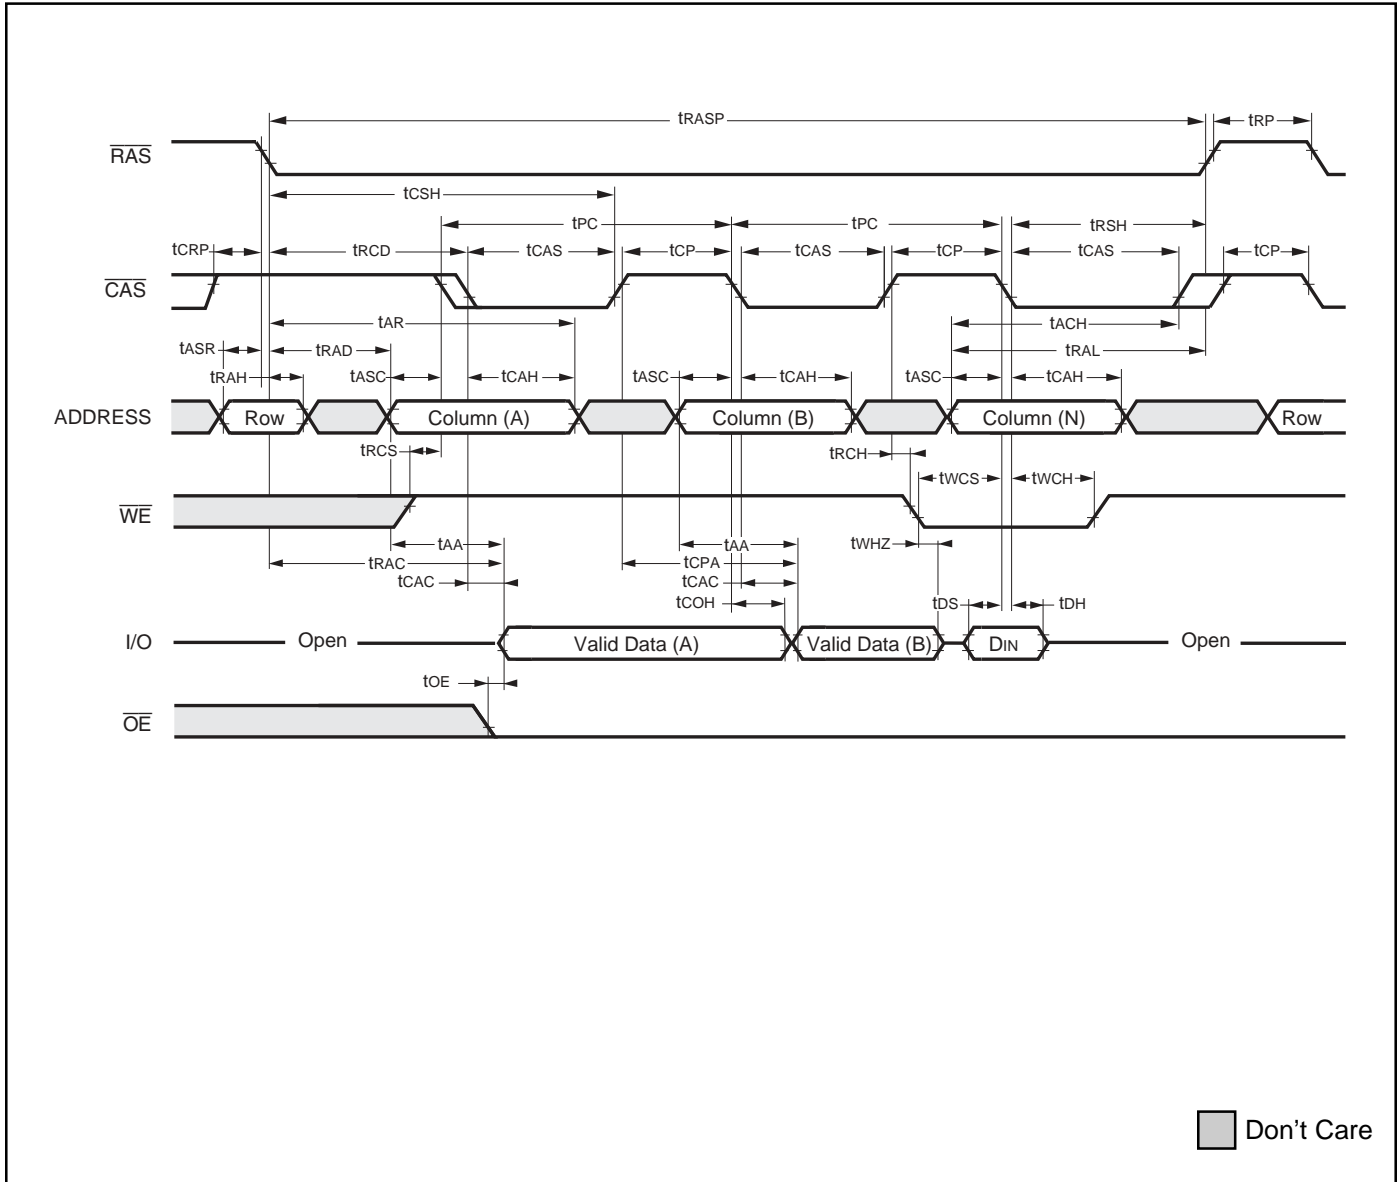 tRASP tRP
RAS
tCSH
tPC tPC tRSH
tCRP tRCD tCAS tCP tCAS tCP tCAS tCP
CAS
tAR tACH
tASR tRAD tRAL
tRAH tASC tCAH tASC tCAH tASC tCAH
ADDRESS Row Column (A) Column (B) Column (N) Row
tRCS tRCH
tWCS tWCH
WE
tAA tAA tWHZ
tRAC tCPA
tCAC tCAC
tCOH tDS tDH
I/O Open Valid Data (A) Valid Data (B) DIN Open
tOE
OE
Don't Care